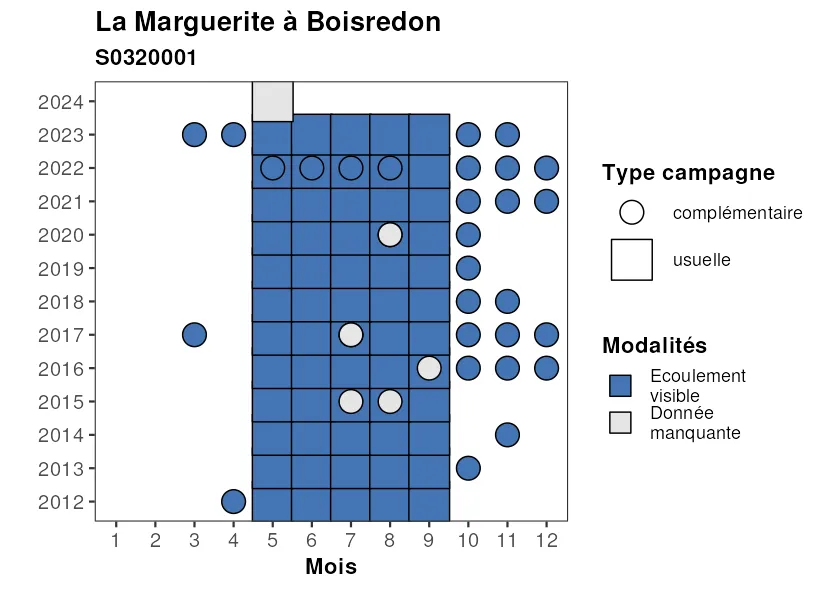 La Marguerite à Boisredon
S0320001
2024
2023
2022
2021
2020
2019
2018
2017
2016
2015
2014
2013
2012
1 2 3 4 5 6 7 8 9 10 11 12
Mois
Type campagne
complémentaire
usuelle
Modalités
Ecoulement
visible
Donnée
manquante